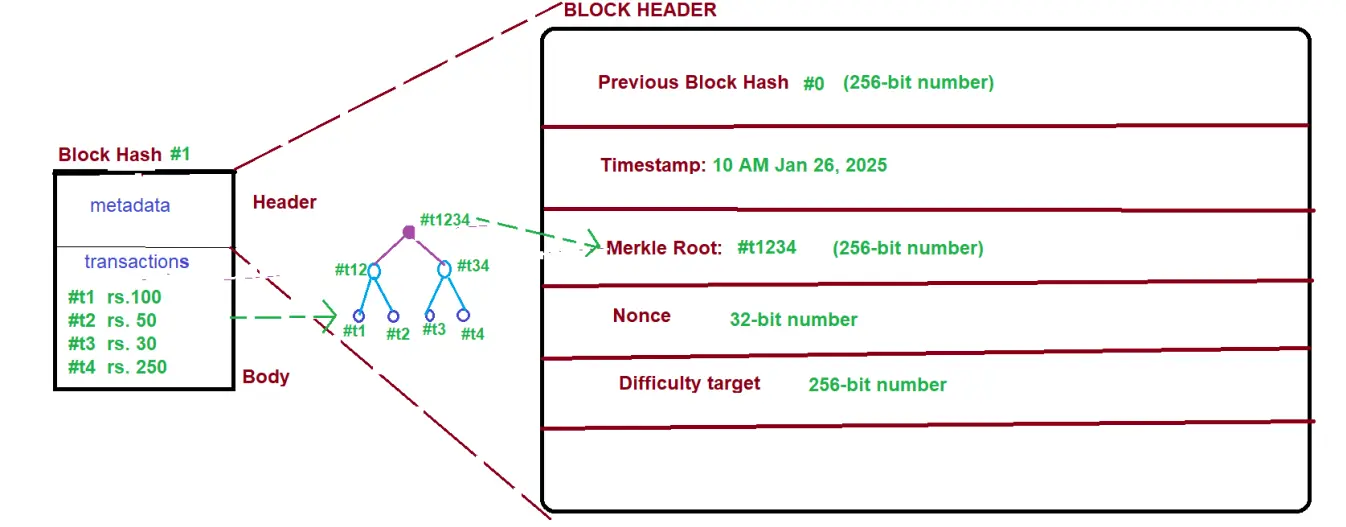 BLOCK HEADER
Previous Block Hash #0 (256-bit number)
Timestamp: 10 AM Jan 26, 2025
Merkle Root: #t1234 (256-bit number)
Nonce 32-bit number
Difficulty target 256-bit number
Block Hash #1
metadata
Header
transactions
#t1 rs.100
#t2 rs. 50
#t3 rs. 30
#t4 rs. 250
Body
#t1234
#t12 #t34
#t1 #t2 #t3 #t4